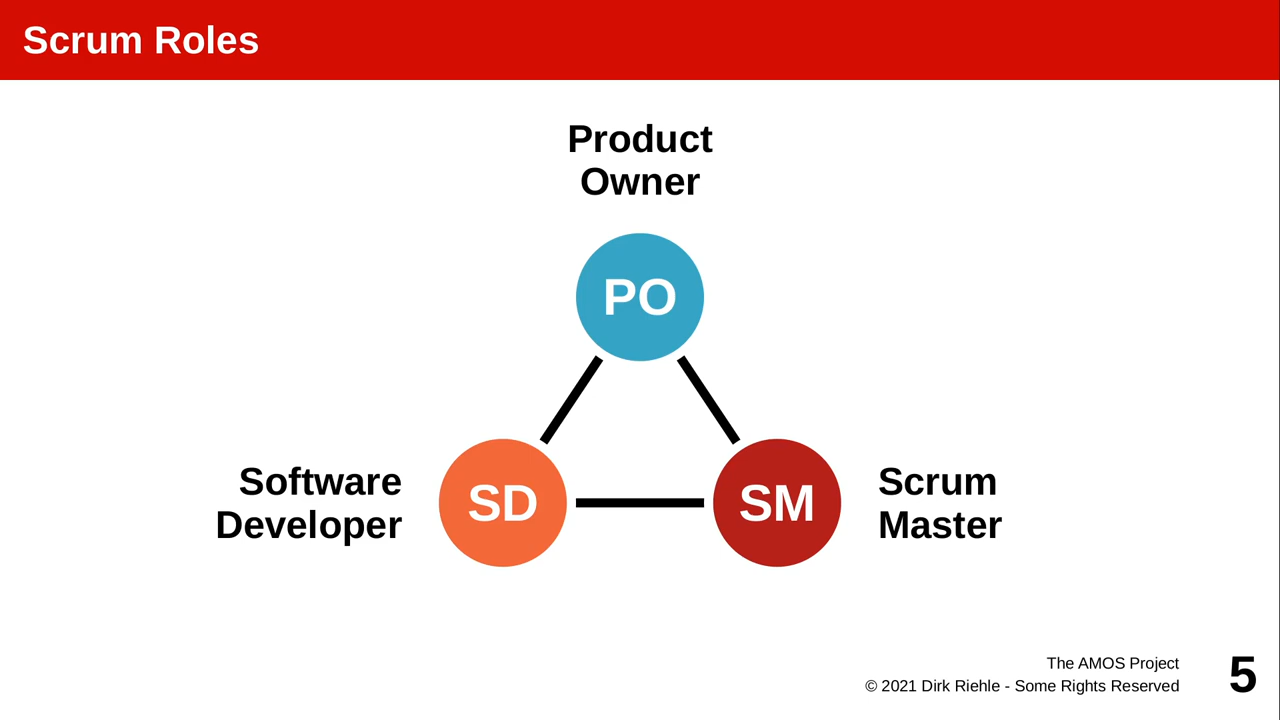 Scrum Roles
Product
Owner
PO
Software
Developer
SD
SM
Scrum
Master
The AMOS Project
© 2021 Dirk Riehle - Some Rights Reserved
5